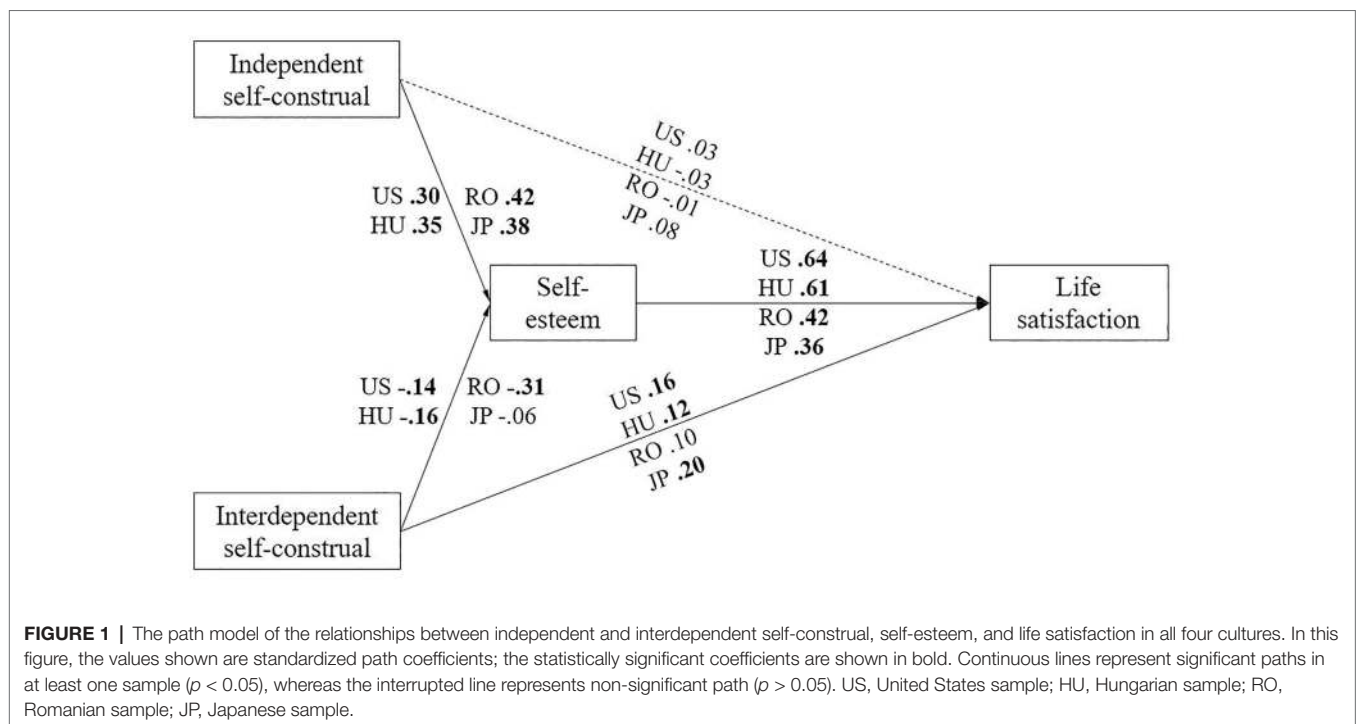 Independent
self-construal
US .03
HU -.03
RO -.01
JP .08
US .30 RO .42
HU .35 JP .38
Self-
esteem
US .64
HU .61
RO .42
JP .36
Life
satisfaction
US -.14 RO -.31
HU -.16 JP -.06
US .16
HU .12
RO .10
JP .20
Interdependent
self-construal
FIGURE 1 | The path model of the relationships between independent and interdependent self-construal, self-esteem, and life satisfaction in all four cultures. In this
figure, the values shown are standardized path coefficients; the statistically significant coefficients are shown in bold. Continuous lines represent significant paths in
at least one sample (p < 0.05), whereas the interrupted line represents non-significant path (p > 0.05). US, United States sample; HU, Hungarian sample; RO,
Romanian sample; JP, Japanese sample.